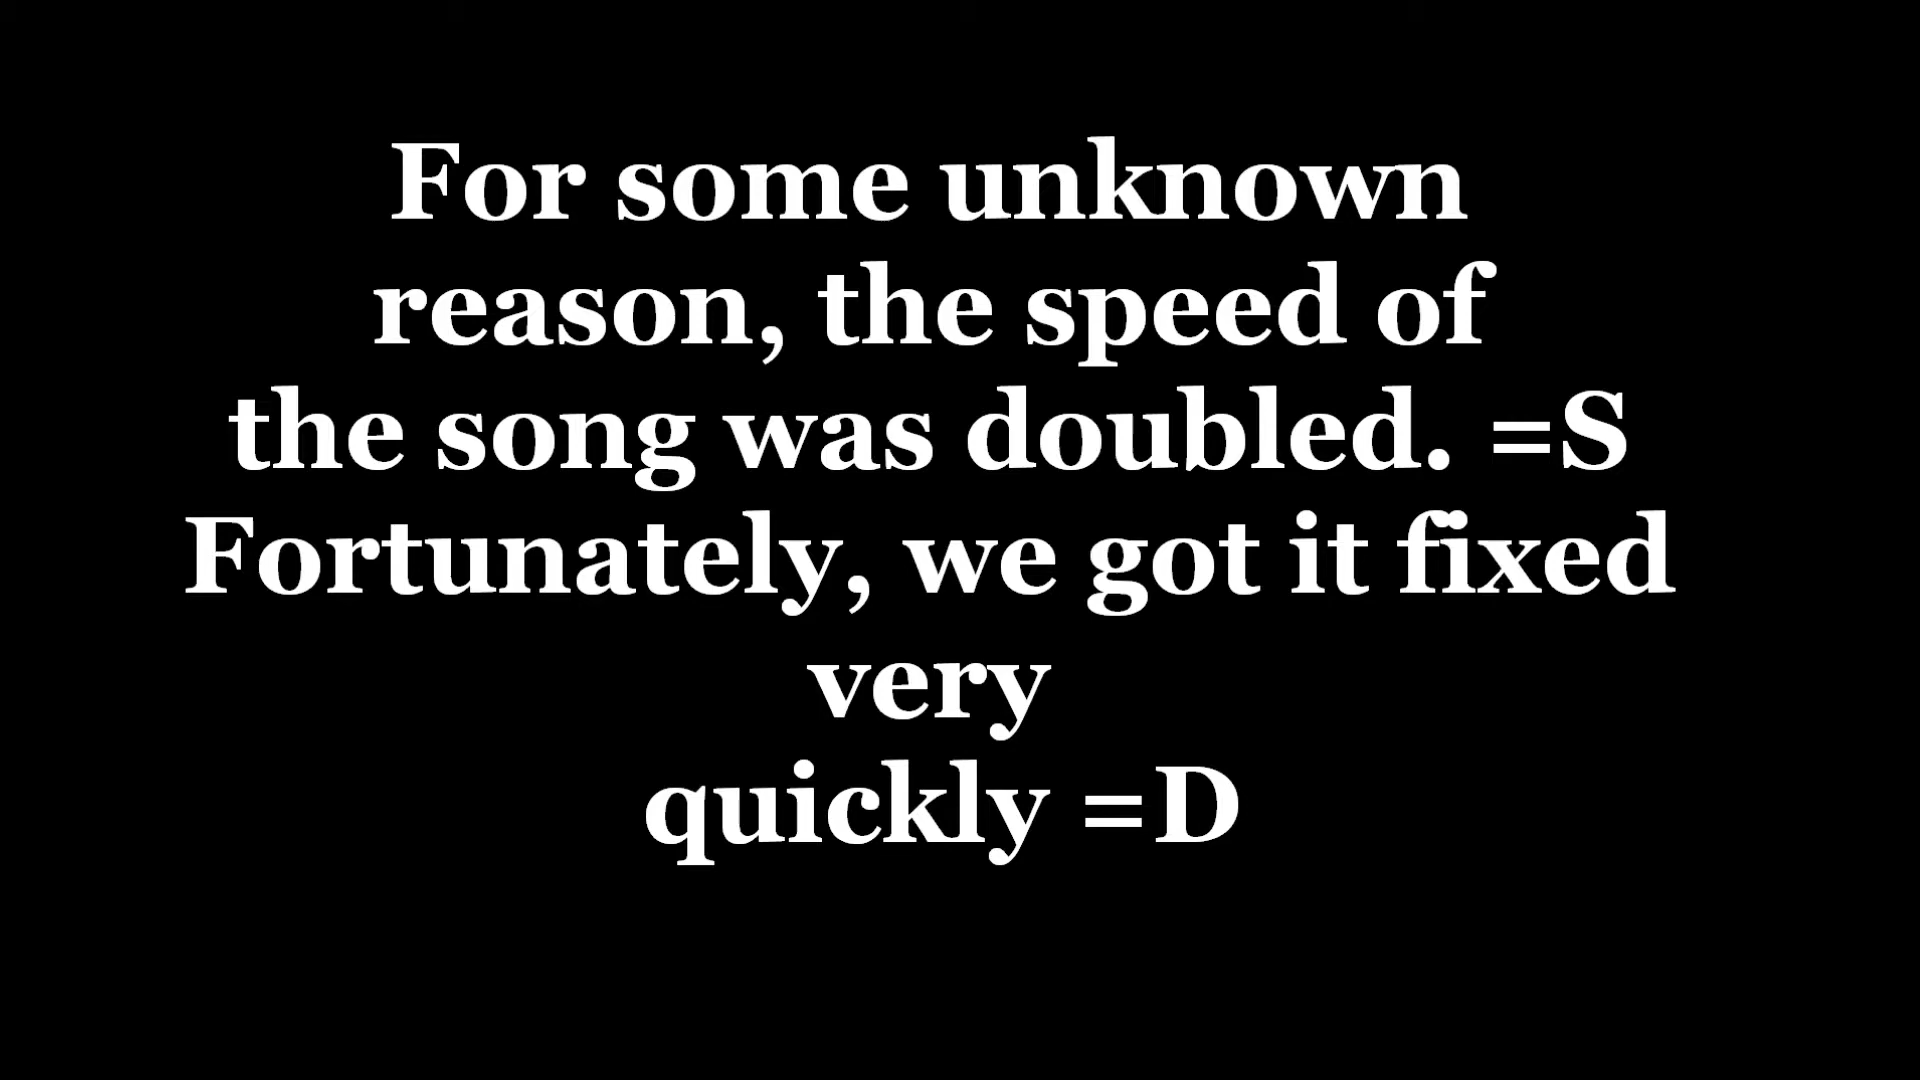 For some unknown
reason, the speed of
the song was doubled. =S
Fortunately, we got it fixed
very
quickly =D